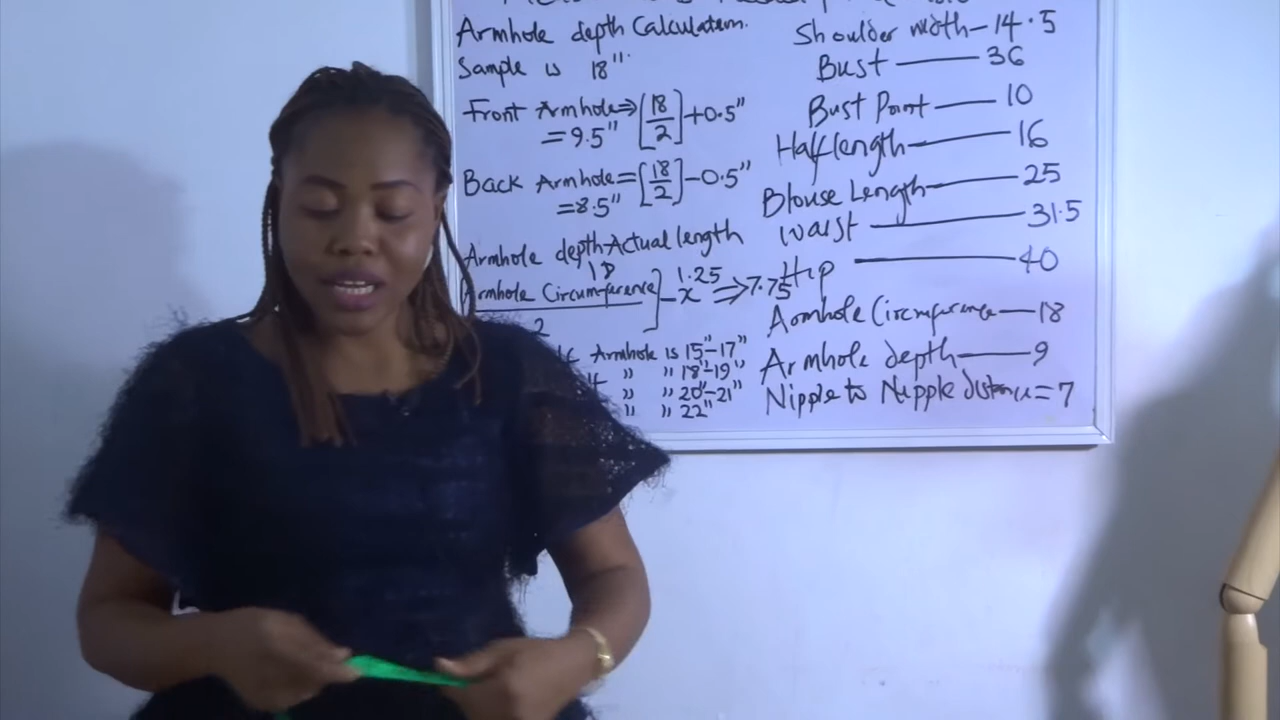 Armhole depth Calculation.
Sample is 18"
Front Armhole ⇒ [18/2] + 0.5"
= 9.5"
Back Armhole = [18/2] - 0.5"
= 8.5"
Armhole depth-Actual length
18
Armhole Circumference] - x 1.25 ⇒ 7.75
2
Armhole is 15"-17"
" " 18"-19"
" " 20"-21"
" " 22"
Shoulder width - 14.5
Bust — 36
Bust Point — 10
Half length — 16
Blouse Length — 25
Waist — 31.5
Hip — 40
Armhole Circumference — 18
Armhole depth — 9
Nipple to Nipple distance = 7